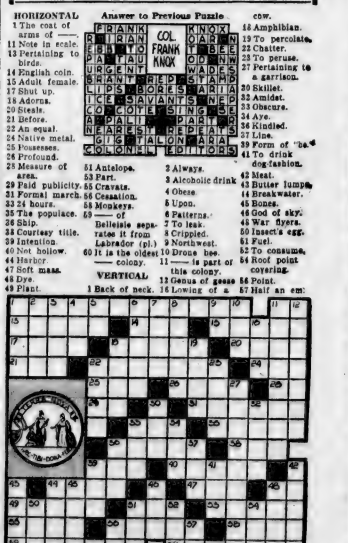 HORIZONTAL
1 The coat of
arms of ——.
11 Note in scale.
13 Pertaining to
birds.
14 English coin.
15 Adult female.
17 Shut up.
18 Adorns.
20 Steals.
21 Before.
22 An equal.
24 Native metal.
25 Possesses.
26 Profound.
28 Measure of
area.
29 Paid publicity.
31 Formal march.
33 24 hours.
35 The populace.
36 Ship.
38 Courtesy title.
39 Intention.
40 Not hollow.
44 Harbor.
47 Soft mass.
48 Dye.
49 Plant.
Answer to Previous Puzzle
COL.
FRANK
KNOX
51 Antelope.
53 Part.
55 Cravats.
56 Cessation.
58 Monkeys.
59 —— of
Belleisle sepa-
rates it from
Labrador (pl.)
60 It is the oldest
—— colony.
VERTICAL
1 Back of neck.
2 Always.
3 Alcoholic drink
4 Obese.
5 Upon.
6 Patterns.
7 To leak.
8 Crippled.
9 Northwest.
10 Drone bee.
11 —— is part of
this colony.
12 Genus of geese
16 Lowing of a
cow.
18 Amphibian.
19 To percolate.
22 Chatter.
23 To peruse.
27 Pertaining to
a garrison.
30 Skillet.
32 Amidst.
33 Obscure.
34 Aye.
36 Kindled.
37 Line.
39 Form of "be."
41 To drink
dog-fashion.
42 Meat.
43 Butter lumps.
44 Breakwater.
45 Bones.
46 God of sky.
48 War flyers.
50 Insect's egg.
51 Fuel.
52 To consume.
54 Roof point
covering.
56 Point.
57 Half an em.